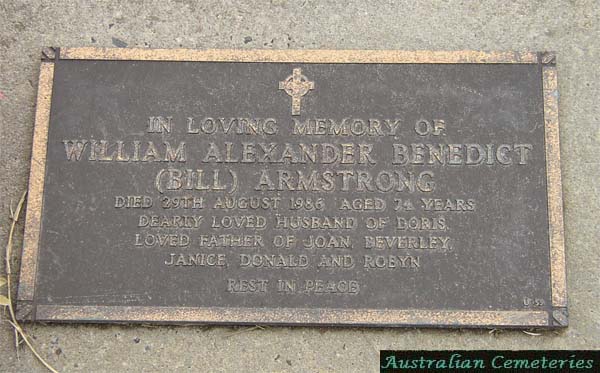 IN LOVING MEMORY OF
WILLIAM ALEXANDER BENEDICT
(BILL) ARMSTRONG
DIED 29TH AUGUST 1986 AGED 74 YEARS
DEARLY LOVED HUSBAND OF DORIS,
LOVED FATHER OF JOAN, BEVERLEY,
JANICE, DONALD AND ROBYN
REST IN PEACE
Australian Cemeteries